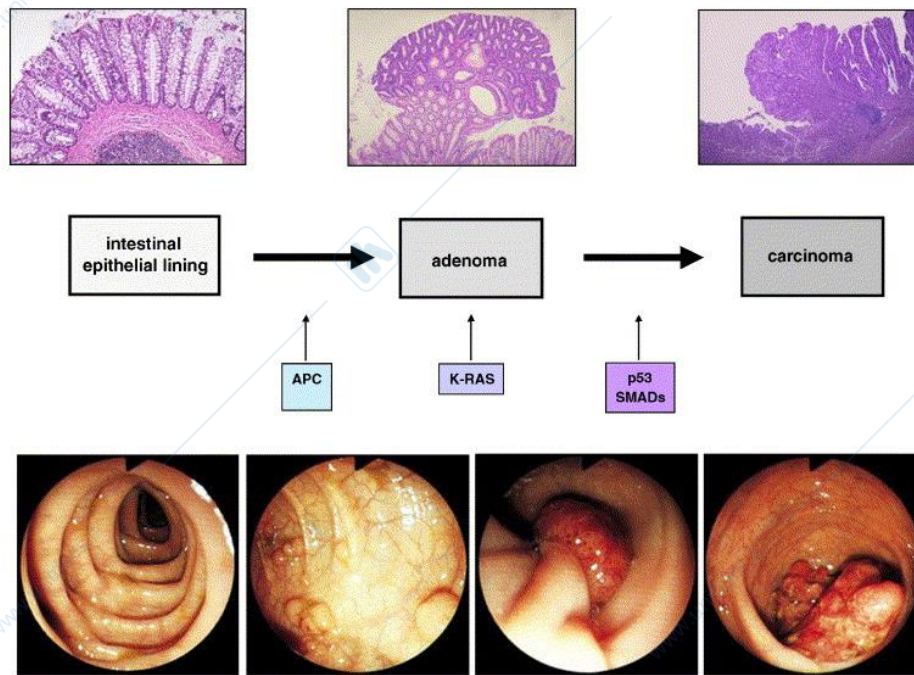 intestinal
epithelial lining
adenoma
carcinoma
APC
K-RAS
p53
SMADs